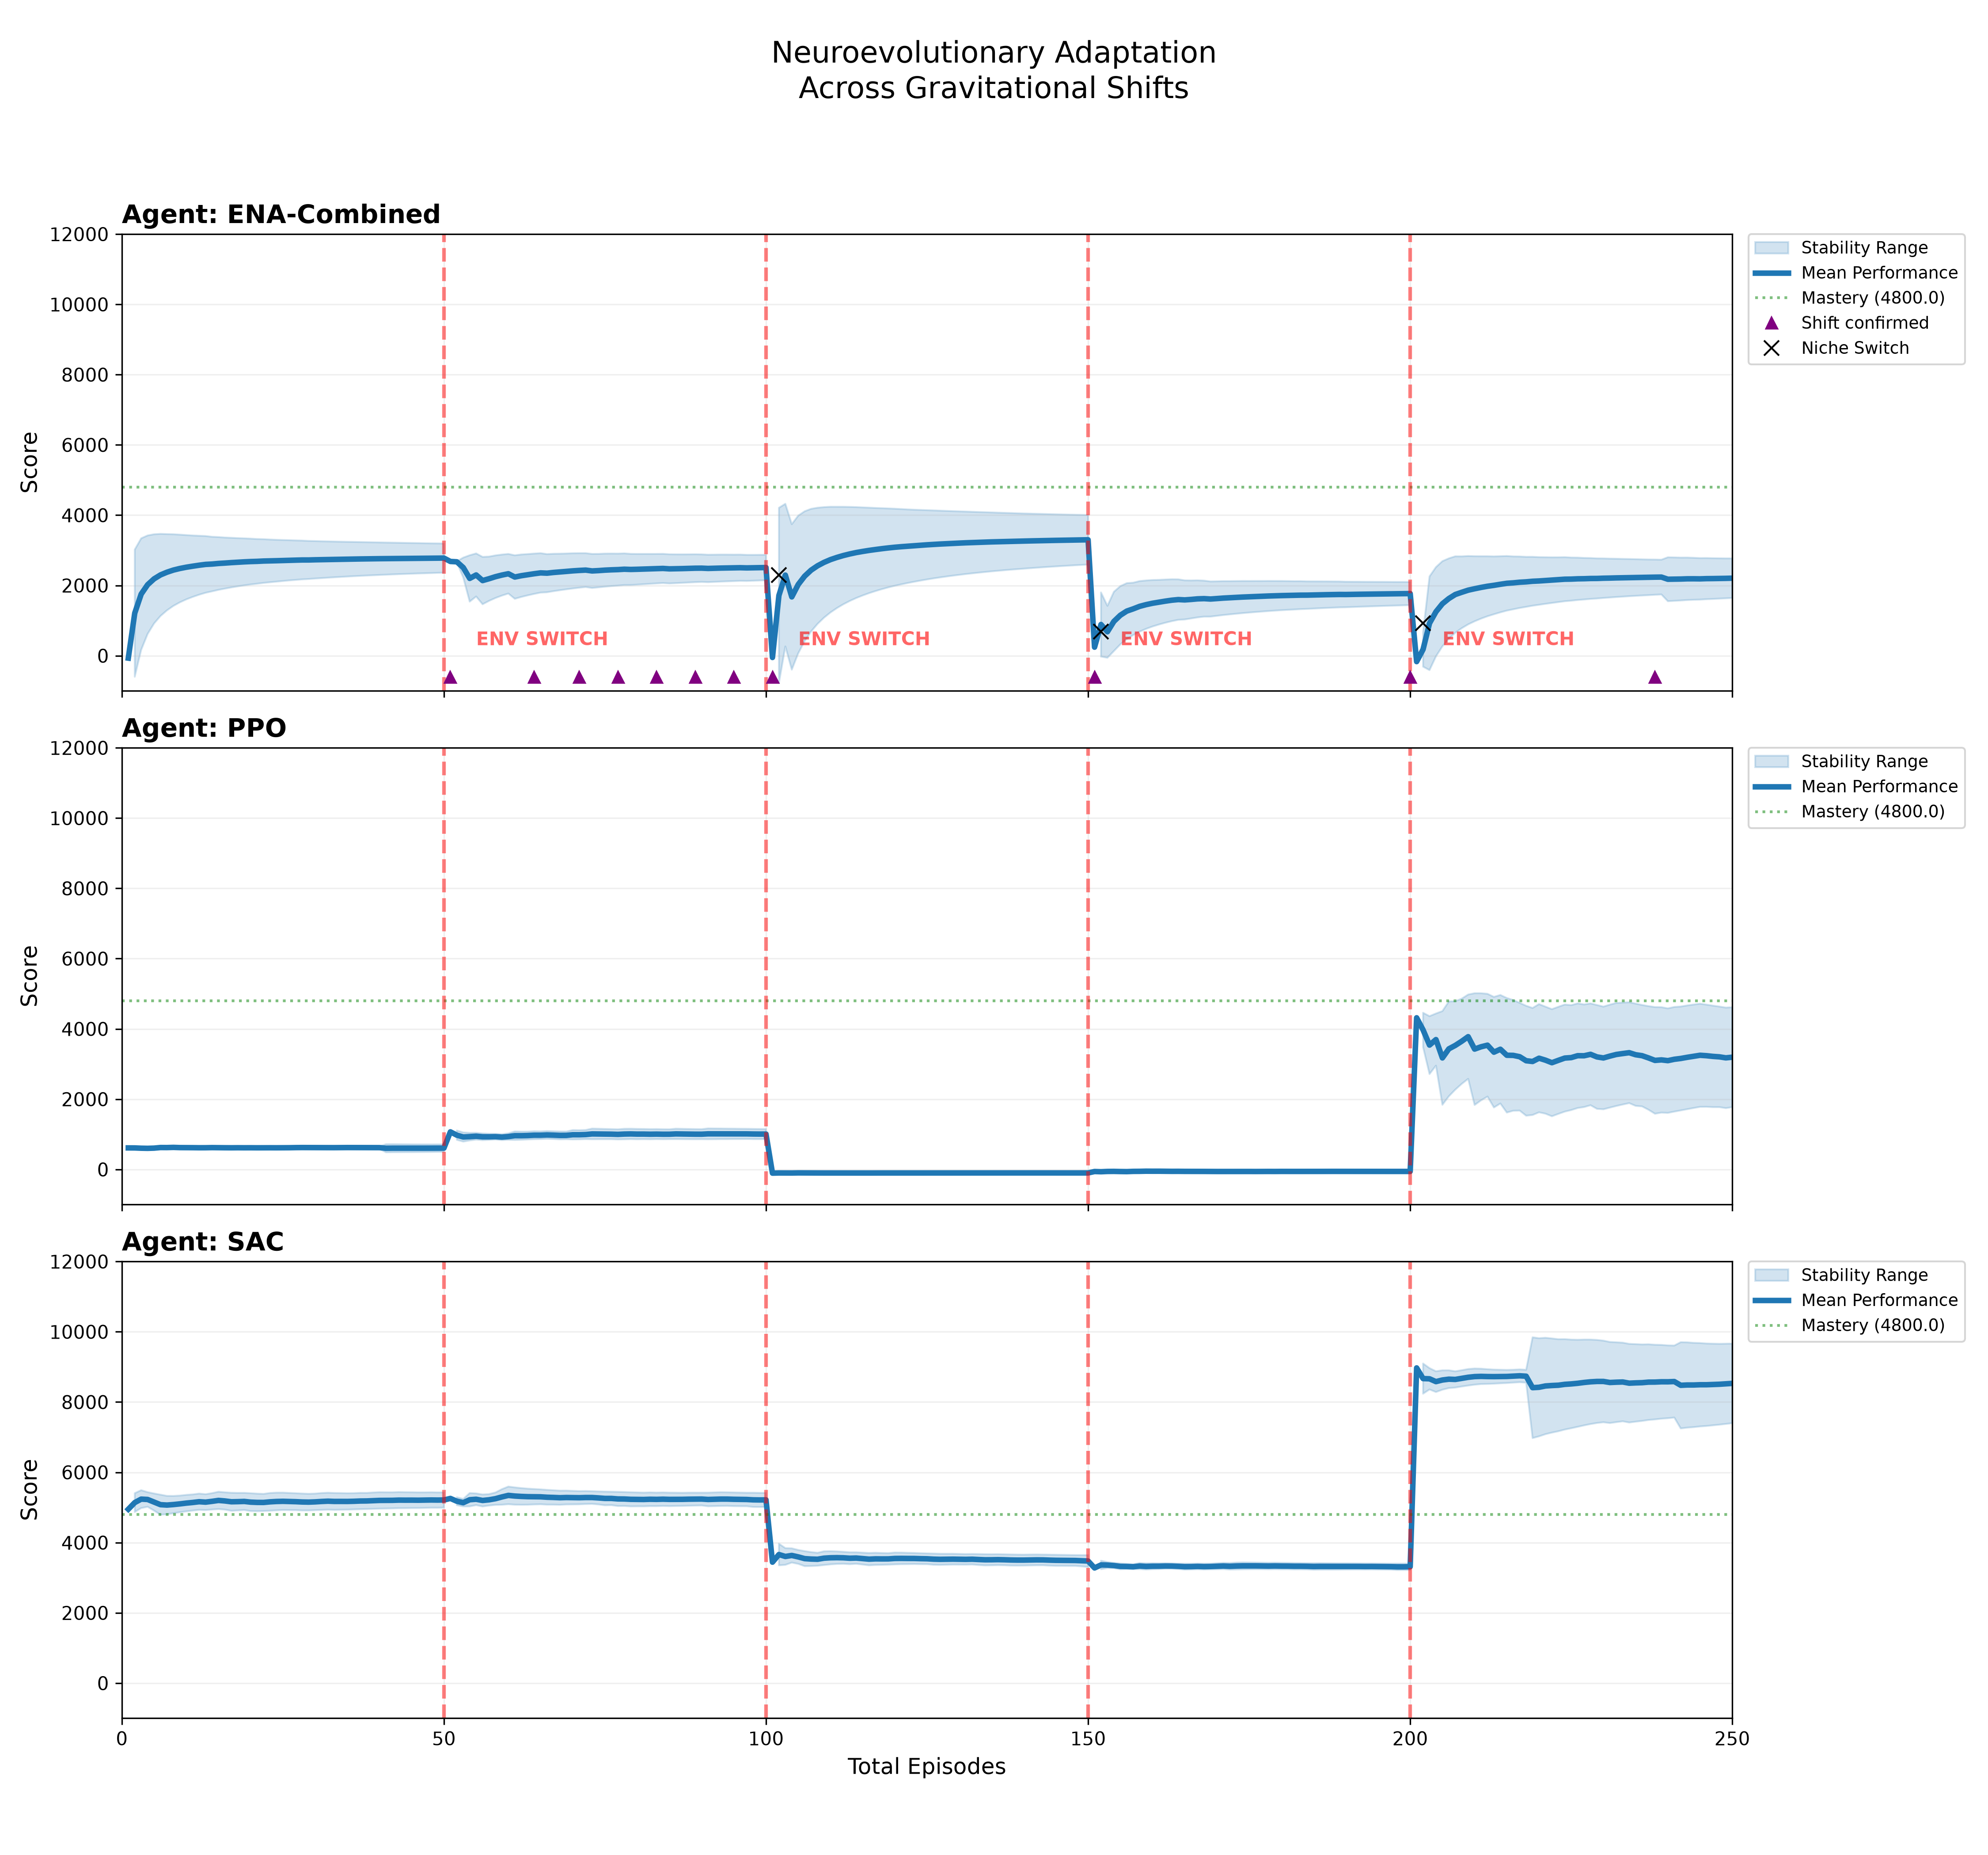 Neuroevolutionary Adaptation
Across Gravitational Shifts
Agent: ENA-Combined
12000
10000
8000
6000
4000
2000
0
Score
ENV SWITCH
ENV SWITCH
ENV SWITCH
ENV SWITCH
Stability Range
Mean Performance
Mastery (4800.0)
Shift confirmed
Niche Switch
Agent: PPO
12000
10000
8000
6000
4000
2000
0
Score
Stability Range
Mean Performance
Mastery (4800.0)
Agent: SAC
12000
10000
8000
6000
4000
2000
0
Score
Stability Range
Mean Performance
Mastery (4800.0)
0 50 100 150 200 250
Total Episodes